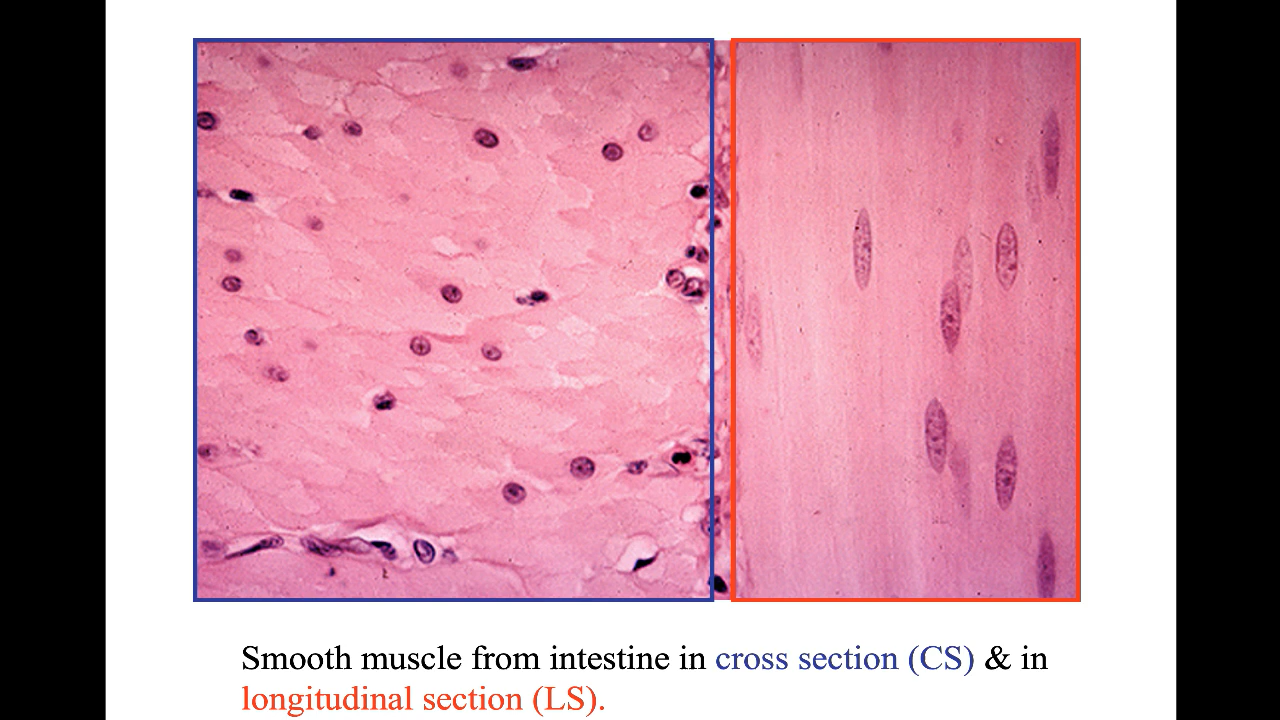 Smooth muscle from intestine in cross section (CS) & in
longitudinal section (LS).